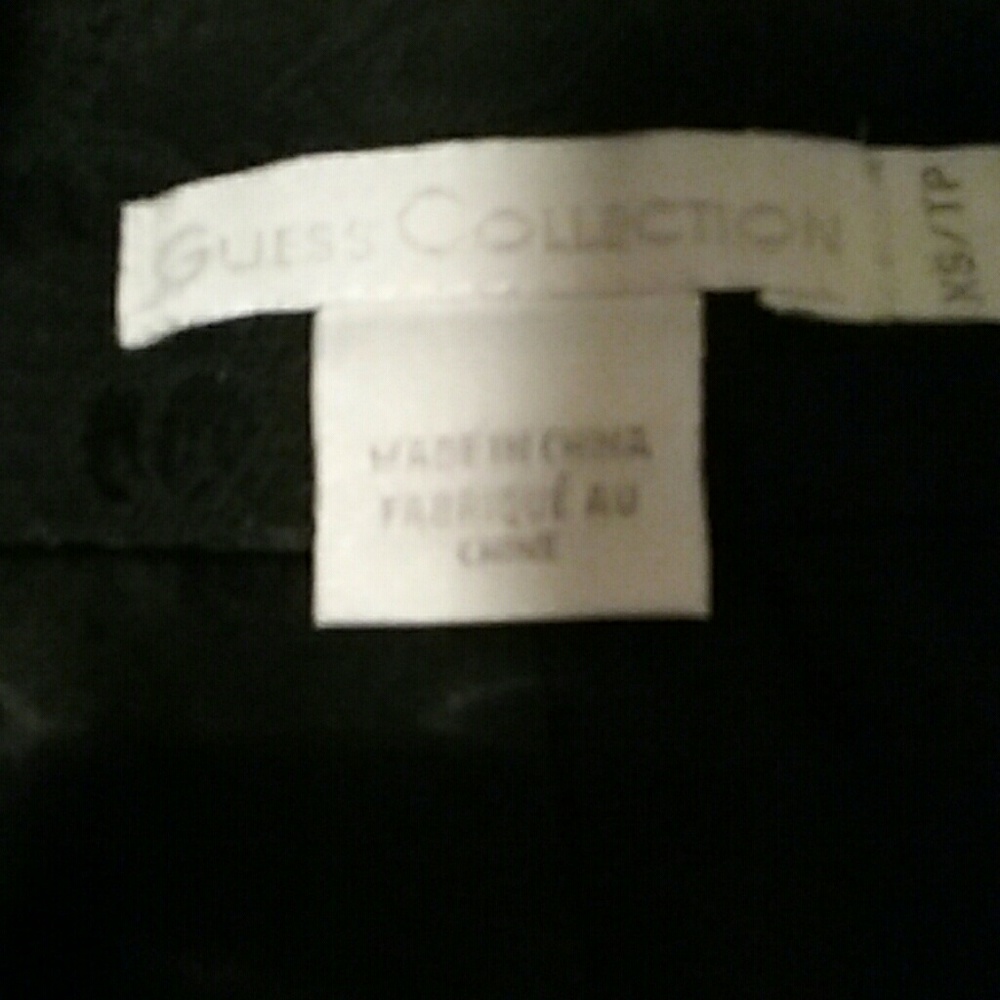 GUESS COLLECTION
XS/TP
MADE IN CHINA
FABRIQUÉ AU
CHINE